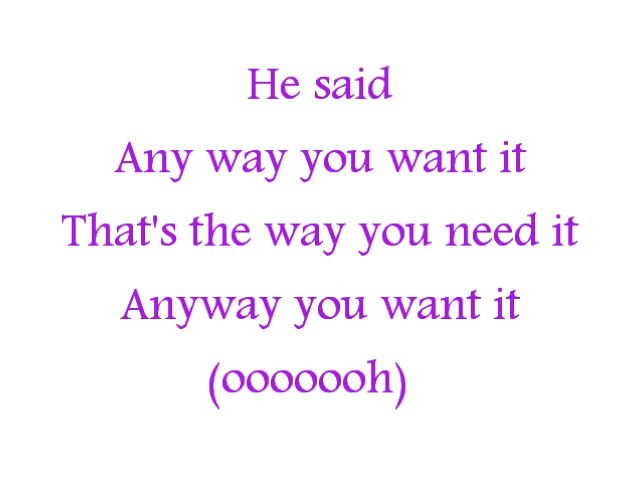 He said
Any way you want it
That's the way you need it
Anyway you want it
(ooooooh)